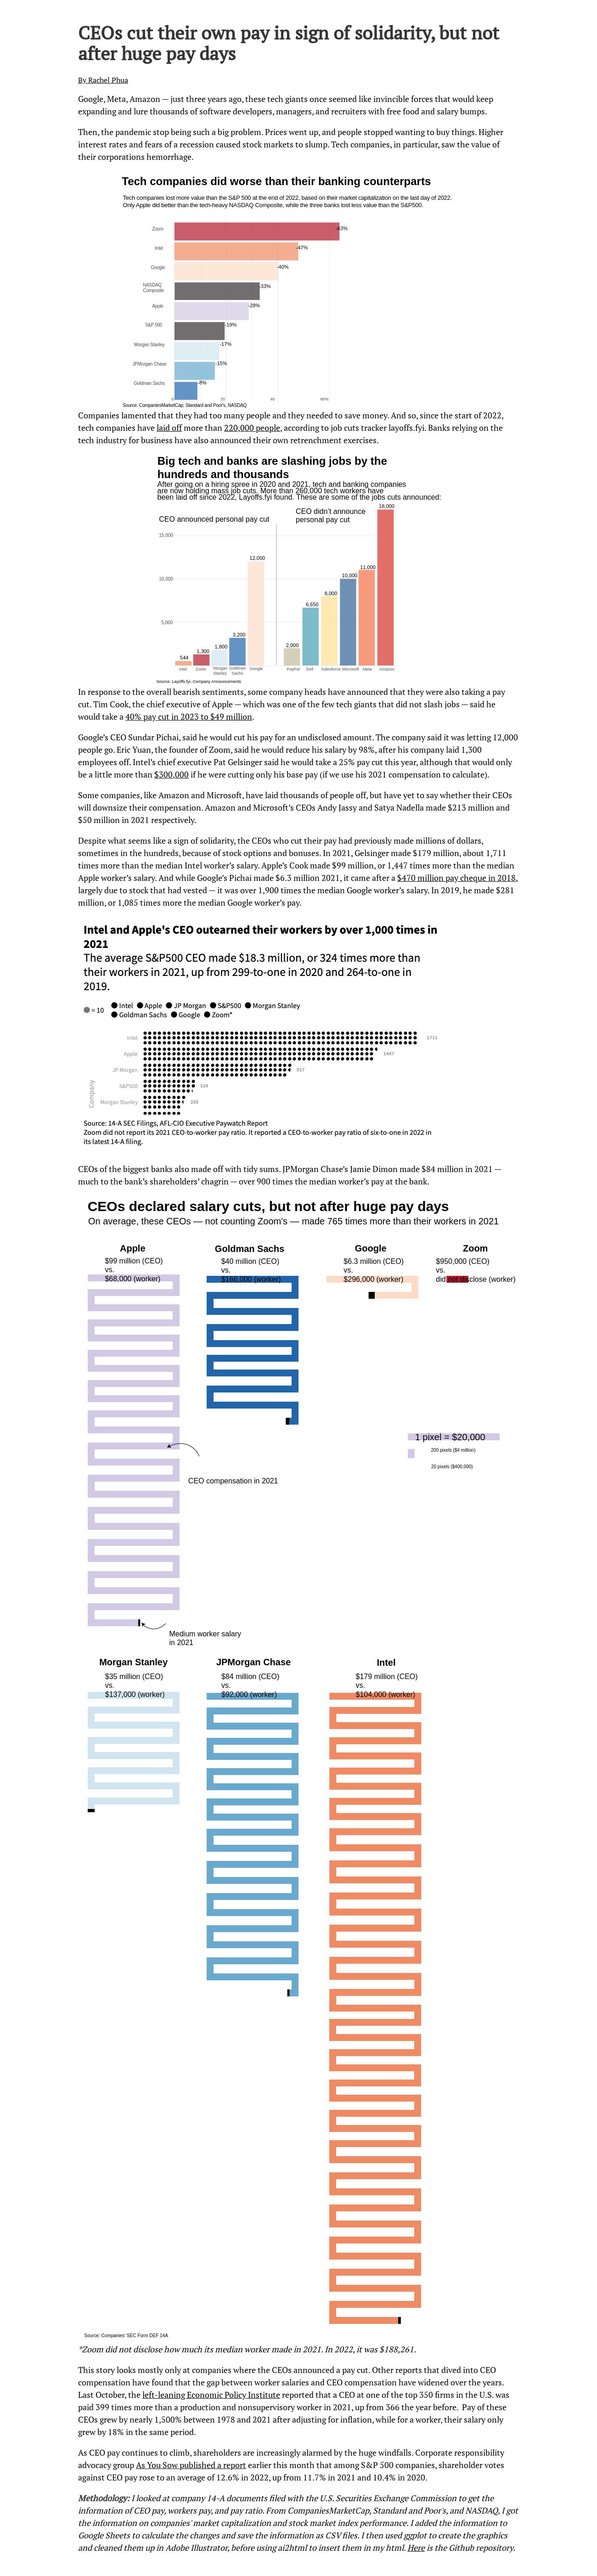 CEOs cut their own pay in sign of solidarity, but not
after huge pay days
By Rachel Phua
Google, Meta, Amazon — just three years ago, these tech giants once seemed like invincible forces that would keep
expanding and lure thousands of software developers, managers, and recruiters with free food and salary bumps.
Then, the pandemic stop being such a big problem. Prices went up, and people stopped wanting to buy things. Higher
interest rates and fears of a recession caused stock markets to slump. Tech companies, in particular, saw the value of
their corporations hemorrhage.
Tech companies did worse than their banking counterparts
Tech companies lost more value than the S&P 500 at the end of 2022, based on their market capitalization on the last day of 2022.
Only Apple did better than the tech-heavy NASDAQ Composite, while the three banks lost less value than the S&P500.
Zoom
-63%
Intel
-47%
Google
-40%
NASDAQ
Composite
-33%
Apple
-28%
S&P 500
-19%
Morgan Stanley
-17%
JPMorgan Chase
-15%
Goldman Sachs
-8%
0 20 40 60%
Source: CompaniesMarketCap, Standard and Poor's, NASDAQ
Companies lamented that they had too many people and they needed to save money. And so, since the start of 2022,
tech companies have laid off more than 220,000 people, according to job cuts tracker layoffs.fyi. Banks relying on the
tech industry for business have also announced their own retrenchment exercises.
Big tech and banks are slashing jobs by the
hundreds and thousands
After going on a hiring spree in 2020 and 2021, tech and banking companies
are now holding mass job cuts. More than 260,000 tech workers have
been laid off since 2022, Layoffs.fyi found. These are some of the jobs cuts announced:
CEO announced personal pay cut
CEO didn't announce
personal pay cut
15,000
10,000
5,000
544
1,300
1,800
3,200
12,000
2,000
6,650
8,000
10,000
11,000
18,000
Intel Zoom Morgan Stanley Goldman Sachs Google PayPal Dell Salesforce Microsoft Meta Amazon
Source: Layoffs.fyi, Company Announcements
In response to the overall bearish sentiments, some company heads have announced that they were also taking a pay
cut. Tim Cook, the chief executive of Apple — which was one of the few tech giants that did not slash jobs — said he
would take a 40% pay cut in 2023 to $49 million.
Google's CEO Sundar Pichai, said he would cut his pay for an undisclosed amount. The company said it was letting 12,000
people go. Eric Yuan, the founder of Zoom, said he would reduce his salary by 98%, after his company laid 1,300
employees off. Intel's chief executive Pat Gelsinger said he would take a 25% pay cut this year, although that would only
be a little more than $300,000 if he were cutting only his base pay (if we use his 2021 compensation to calculate).
Some companies, like Amazon and Microsoft, have laid thousands of people off, but have yet to say whether their CEOs
will downsize their compensation. Amazon and Microsoft's CEOs Andy Jassy and Satya Nadella made $213 million and
$50 million in 2021 respectively.
Despite what seems like a sign of solidarity, the CEOs who cut their pay had previously made millions of dollars,
sometimes in the hundreds, because of stock options and bonuses. In 2021, Gelsinger made $179 million, about 1,711
times more than the median Intel worker's salary. Apple's Cook made $99 million, or 1,447 times more than the median
Apple worker's salary. And while Google's Pichai made $6.3 million 2021, it came after a $470 million pay cheque in 2018,
largely due to stock that had vested — it was over 1,900 times the median Google worker's salary. In 2019, he made $281
million, or 1,085 times more the median Google worker's pay.
Intel and Apple's CEO outearned their workers by over 1,000 times in
2021
The average S&P500 CEO made $18.3 million, or 324 times more than
their workers in 2021, up from 299-to-one in 2020 and 264-to-one in
2019.
= 10
Intel Apple JP Morgan S&P500 Morgan Stanley
Goldman Sachs Google Zoom*
Company
Intel 1711
Apple 1447
JP Morgan 917
S&P500 324
Morgan Stanley
Source: 14-A SEC Filings, AFL-CIO Executive Paywatch Report
Zoom did not report its 2021 CEO-to-worker pay ratio. It reported a CEO-to-worker pay ratio of six-to-one in 2022 in
its latest 14-A filing.
CEOs of the biggest banks also made off with tidy sums. JPMorgan Chase's Jamie Dimon made $84 million in 2021 —
much to the bank's shareholders' chagrin — over 900 times the median worker's pay at the bank.
CEOs declared salary cuts, but not after huge pay days
On average, these CEOs — not counting Zoom's — made 765 times more than their workers in 2021
Apple
$99 million (CEO)
vs.
$68,000 (worker)
Goldman Sachs
$40 million (CEO)
vs.
$166,000 (worker)
Google
$6.3 million (CEO)
vs.
$296,000 (worker)
Zoom
$950,000 (CEO)
vs.
did not disclose (worker)
1 pixel = $20,000
200 pixels ($4 million)
20 pixels ($400,000)
CEO compensation in 2021
Medium worker salary
in 2021
Morgan Stanley
$35 million (CEO)
vs.
$137,000 (worker)
JPMorgan Chase
$84 million (CEO)
vs.
$92,000 (worker)
Intel
$179 million (CEO)
vs.
$104,000 (worker)
Source: Companies' SEC Form DEF 14A
*Zoom did not disclose how much its median worker made in 2021. In 2022, it was $188,261.
This story looks mostly only at companies where the CEOs announced a pay cut. Other reports that dived into CEO
compensation have found that the gap between worker salaries and CEO compensation have widened over the years.
Last October, the left-leaning Economic Policy Institute reported that a CEO at one of the top 350 firms in the U.S. was
paid 399 times more than a production and nonsupervisory worker in 2021, up from 366 the year before. Pay of these
CEOs grew by nearly 1,500% between 1978 and 2021 after adjusting for inflation, while for a worker, their salary only
grew by 18% in the same period.
As CEO pay continues to climb, shareholders are increasingly alarmed by the huge windfalls. Corporate responsibility
advocacy group As You Sow published a report earlier this month that among S&P 500 companies, shareholder votes
against CEO pay rose to an average of 12.6% in 2022, up from 11.7% in 2021 and 10.4% in 2020.
Methodology: I looked at company 14-A documents filed with the U.S. Securities Exchange Commission to get the
information of CEO pay, workers pay, and pay ratio. From CompaniesMarketCap, Standard and Poor's, and NASDAQ, I got
the information on companies' market capitalization and stock market index performance. I added the information to
Google Sheets to calculate the changes and save the information as CSV files. I then used ggplot to create the graphics
and cleaned them up in Adobe Illustrator, before using ai2html to insert them in my html. Here is the Github repository.